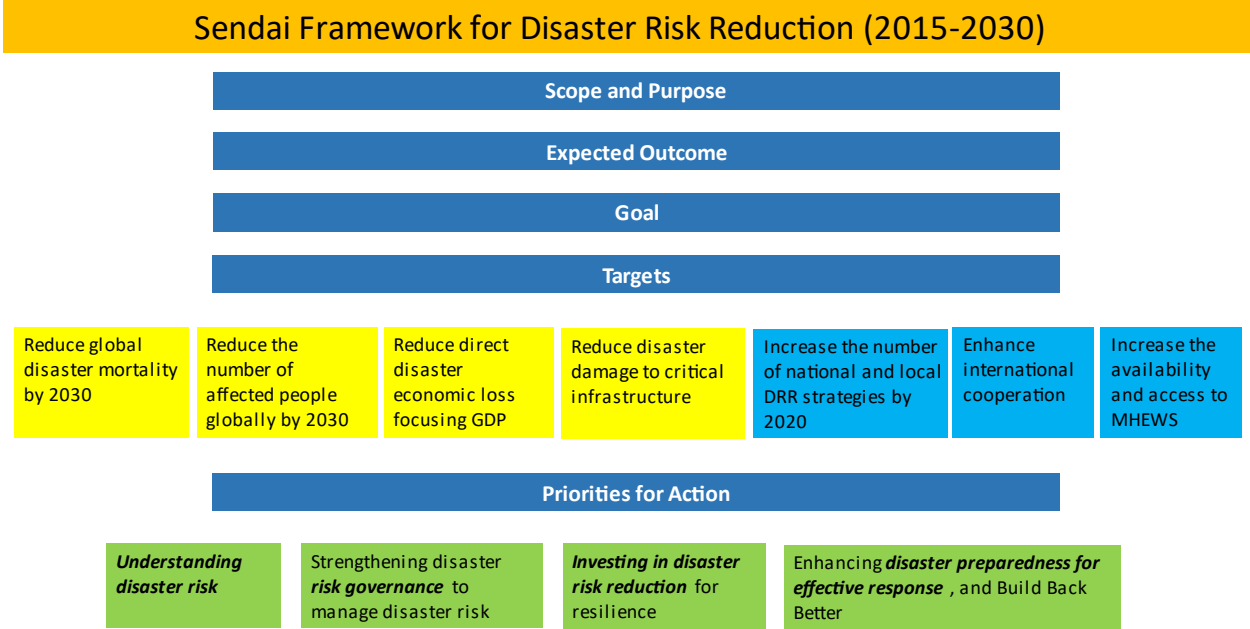 Sendai Framework for Disaster Risk Reduction (2015-2030)
Scope and Purpose
Expected Outcome
Goal
Targets
Reduce global
disaster mortality
by 2030
Reduce the
number of
affected people
globally by 2030
Reduce direct
disaster
economic loss
focusing GDP
Reduce disaster
damage to critical
infrastructure
Increase the number
of national and local
DRR strategies by
2020
Enhance
international
cooperation
Increase the
availability
and access to
MHEWS
Priorities for Action
Understanding
disaster risk
Strengthening disaster
risk governance to
manage disaster risk
Investing in disaster
risk reduction for
resilience
Enhancing disaster preparedness for
effective response , and Build Back
Better